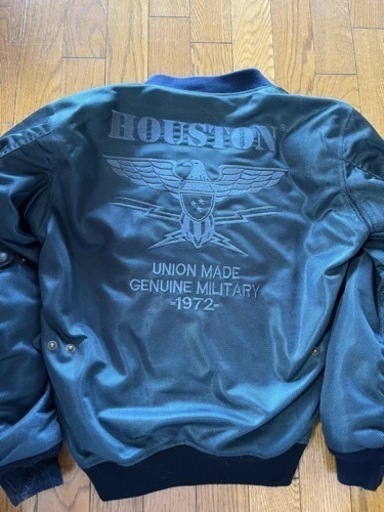 HOUSTON
UNION MADE
GENUINE MILITARY
-1972-